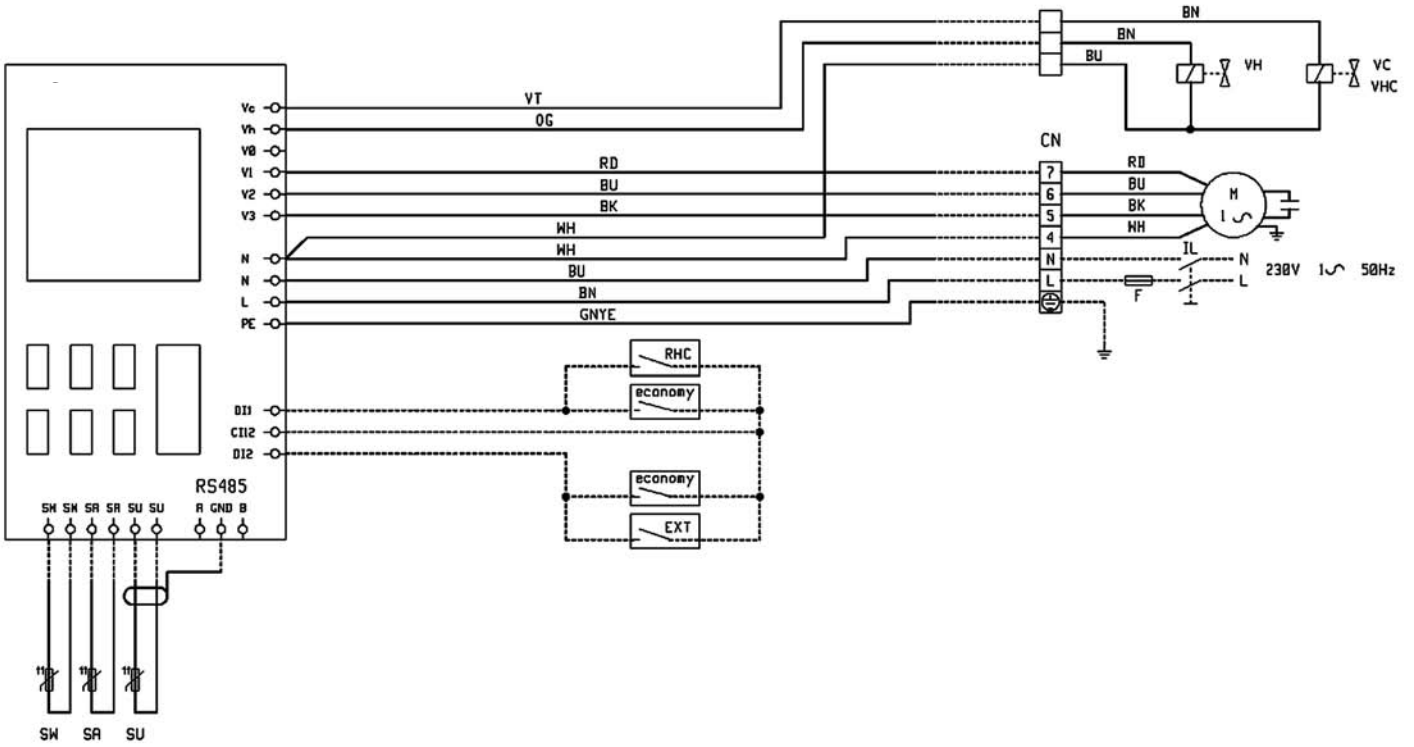 BN
BN
BU
VH
VC
VHC
Vc
VT
Vh
OG
V0
CN
V1
RD
7
RD
V2
BU
6
BU
M
V3
BK
5
BK
1
WH
4
WH
N
WH
IL
N
BU
N
N
230V 1 50Hz
L
BN
L
F
L
PE
GNYE
RHC
economy
DI1
CI12
DI2
economy
EXT
RS485
SW SW SA SA SU SU A GND B
SW SA SU